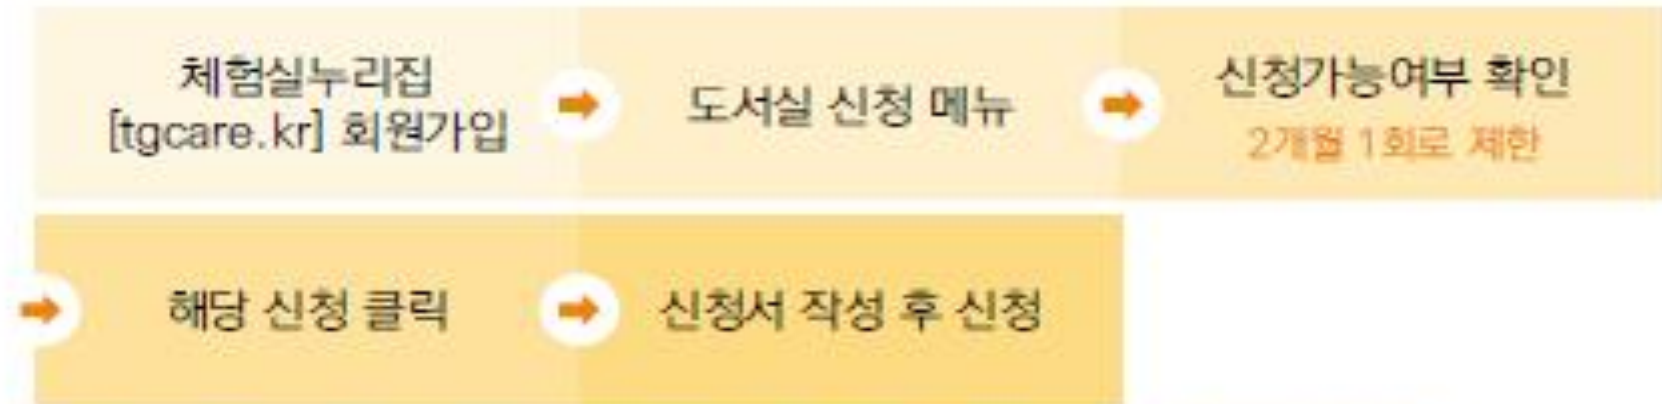 체험실누리집
[tgcare.kr] 회원가입
도서실 신청 메뉴
신청가능여부 확인
2개월 1회로 제한
해당 신청 클릭
신청서 작성 후 신청